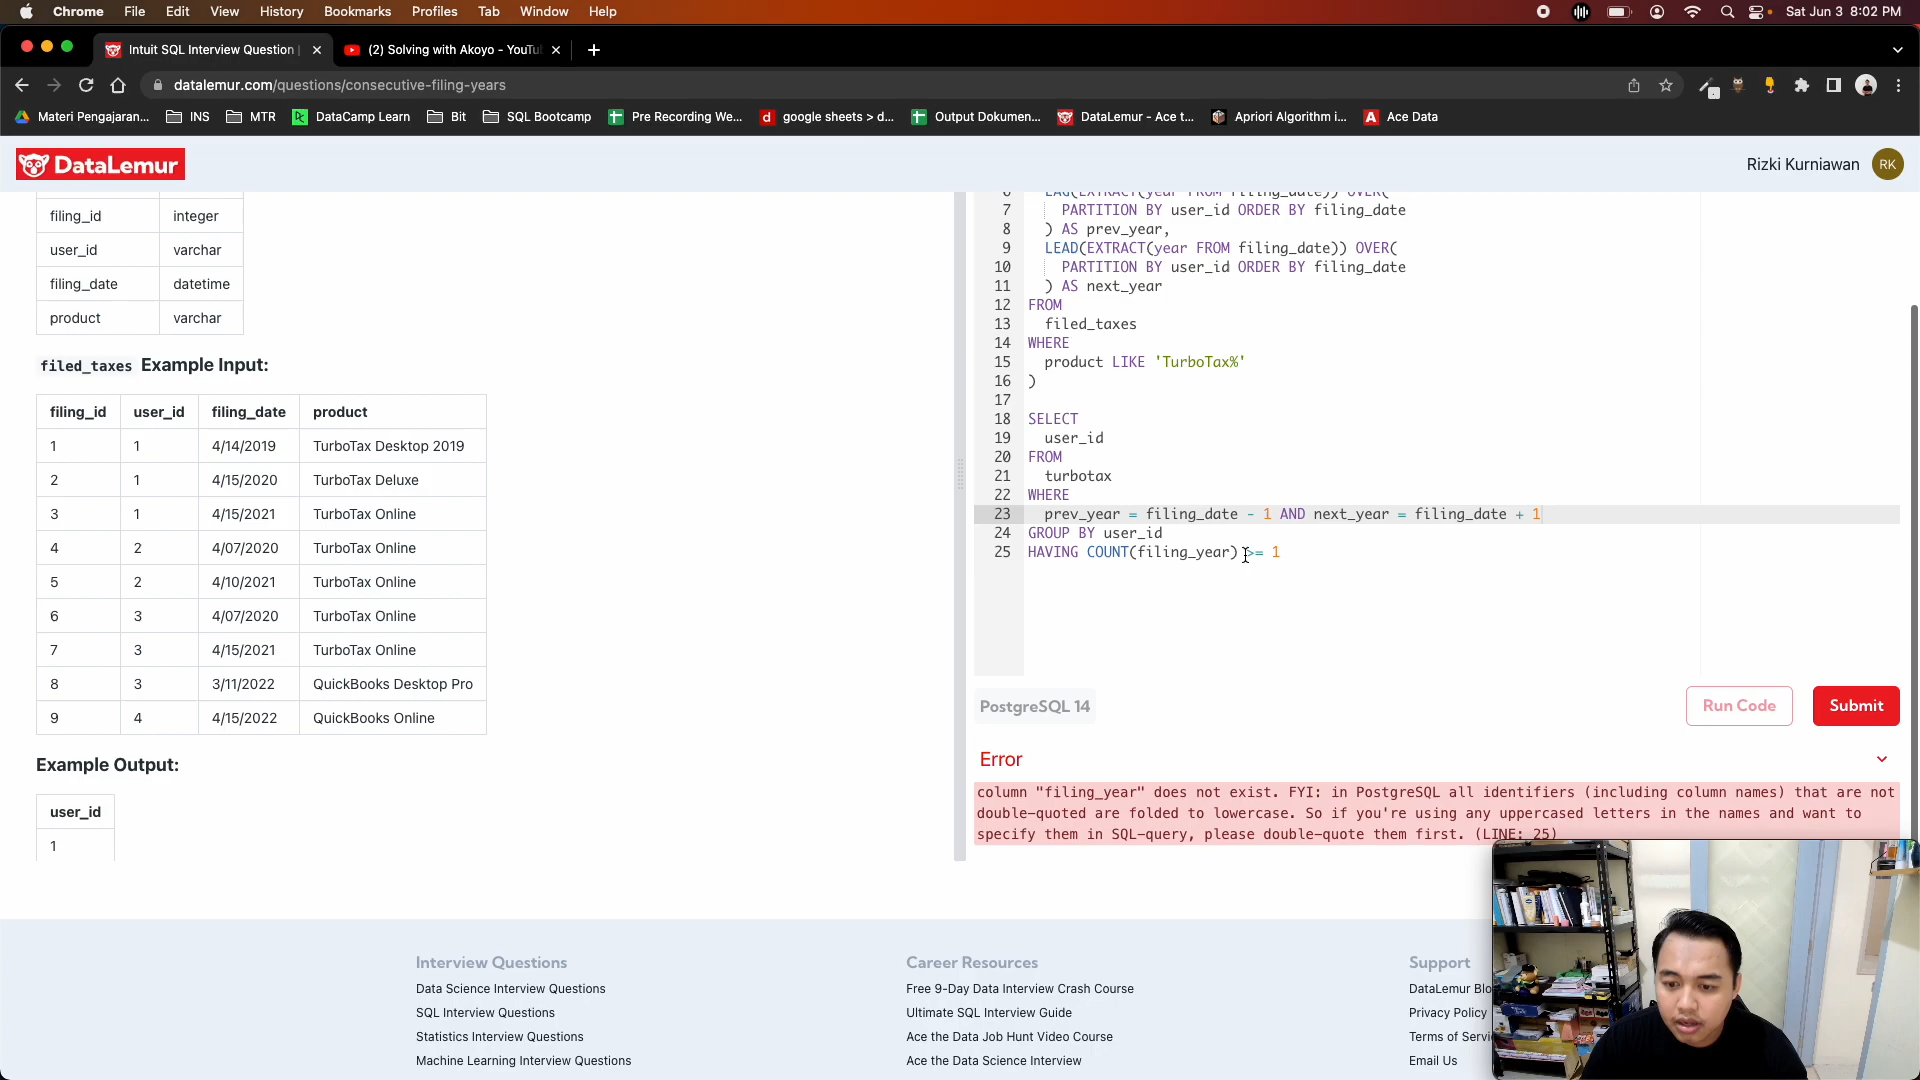 Chrome File Edit View History Bookmarks Profiles Tab Window Help
Sat Jun 3 8:02 PM
Intuit SQL Interview Question |
(2) Solving with Akoyo - YouTu
datalemur.com/questions/consecutive-filing-years
Materi Pengajaran... INS MTR DataCamp Learn Bit SQL Bootcamp Pre Recording We... google sheets > d... Output Dokumen... DataLemur - Ace t... Apriori Algorithm i... Ace Data
DataLemur
Rizki Kurniawan RK
filing_id integer
user_id varchar
filing_date datetime
product varchar
filed_taxes Example Input:
filing_id user_id filing_date product
1 1 4/14/2019 TurboTax Desktop 2019
2 1 4/15/2020 TurboTax Deluxe
3 1 4/15/2021 TurboTax Online
4 2 4/07/2020 TurboTax Online
5 2 4/10/2021 TurboTax Online
6 3 4/07/2020 TurboTax Online
7 3 4/15/2021 TurboTax Online
8 3 3/11/2022 QuickBooks Desktop Pro
9 4 4/15/2022 QuickBooks Online
Example Output:
user_id
1
6 LAG(EXTRACT(year FROM filing_date)) OVER(
7 PARTITION BY user_id ORDER BY filing_date
8 ) AS prev_year,
9 LEAD(EXTRACT(year FROM filing_date)) OVER(
10 PARTITION BY user_id ORDER BY filing_date
11 ) AS next_year
12 FROM
13 filed_taxes
14 WHERE
15 product LIKE 'TurboTax%'
16 )
17
18 SELECT
19 user_id
20 FROM
21 turbotax
22 WHERE
23 prev_year = filing_date - 1 AND next_year = filing_date + 1
24 GROUP BY user_id
25 HAVING COUNT(filing_year) >= 1
PostgreSQL 14
Run Code
Submit
Error
column "filing_year" does not exist. FYI: in PostgreSQL all identifiers (including column names) that are not
double-quoted are folded to lowercase. So if you're using any uppercased letters in the names and want to
specify them in SQL-query, please double-quote them first. (LINE: 25)
Interview Questions
Data Science Interview Questions
SQL Interview Questions
Statistics Interview Questions
Machine Learning Interview Questions
Career Resources
Free 9-Day Data Interview Crash Course
Ultimate SQL Interview Guide
Ace the Data Job Hunt Video Course
Ace the Data Science Interview
Support
DataLemur Blo
Privacy Policy
Terms of Servi
Email Us